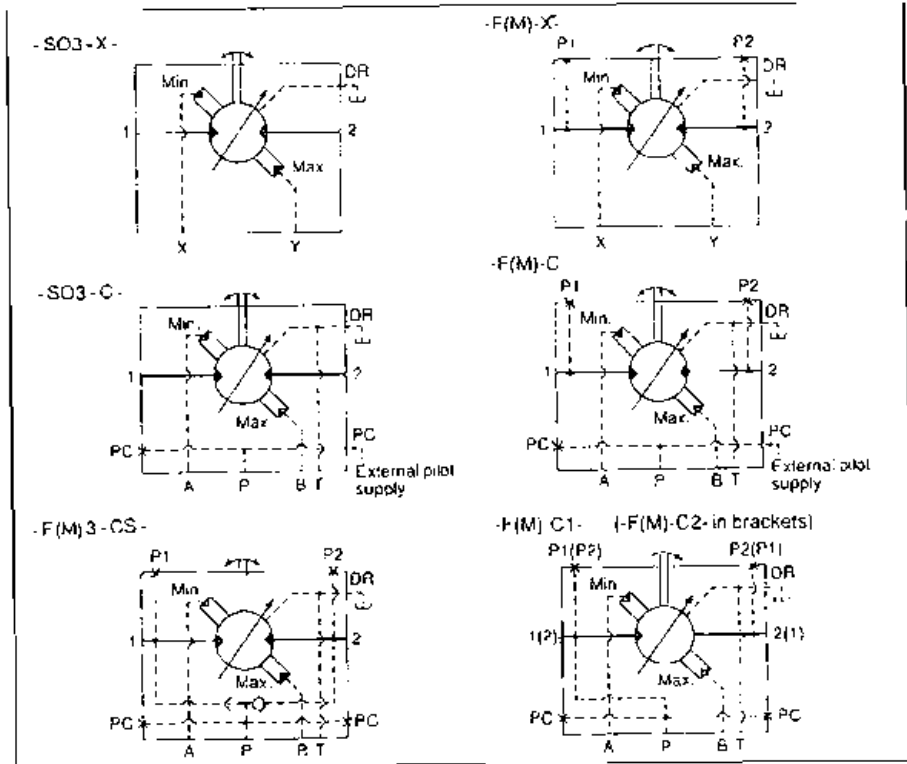 -SO3-X-
Min
DR
1
2
Max
X
Y
-F(M)-X-
P1
P2
Min
DR
1
2
Max.
X
Y
-SO3-C-
Min
DR
1
2
Max
PC
PC
A
P
B
External pilot
supply
-F(M)-C
P1
P2
Min.
DR
1
2
Max.
PC
PC
A
P
B
T
External pilot
supply
-F(M)3-CS-
P1
P2
Min
DR
1
2
Max.
PC
PC
A
P
B
T
-F(M) C1- (-F(M)-C2- in brackets)
P1(P2)
P2(P1)
Min
DR
1(2)
2(1)
Max.
PC
PC
A
P
B
T